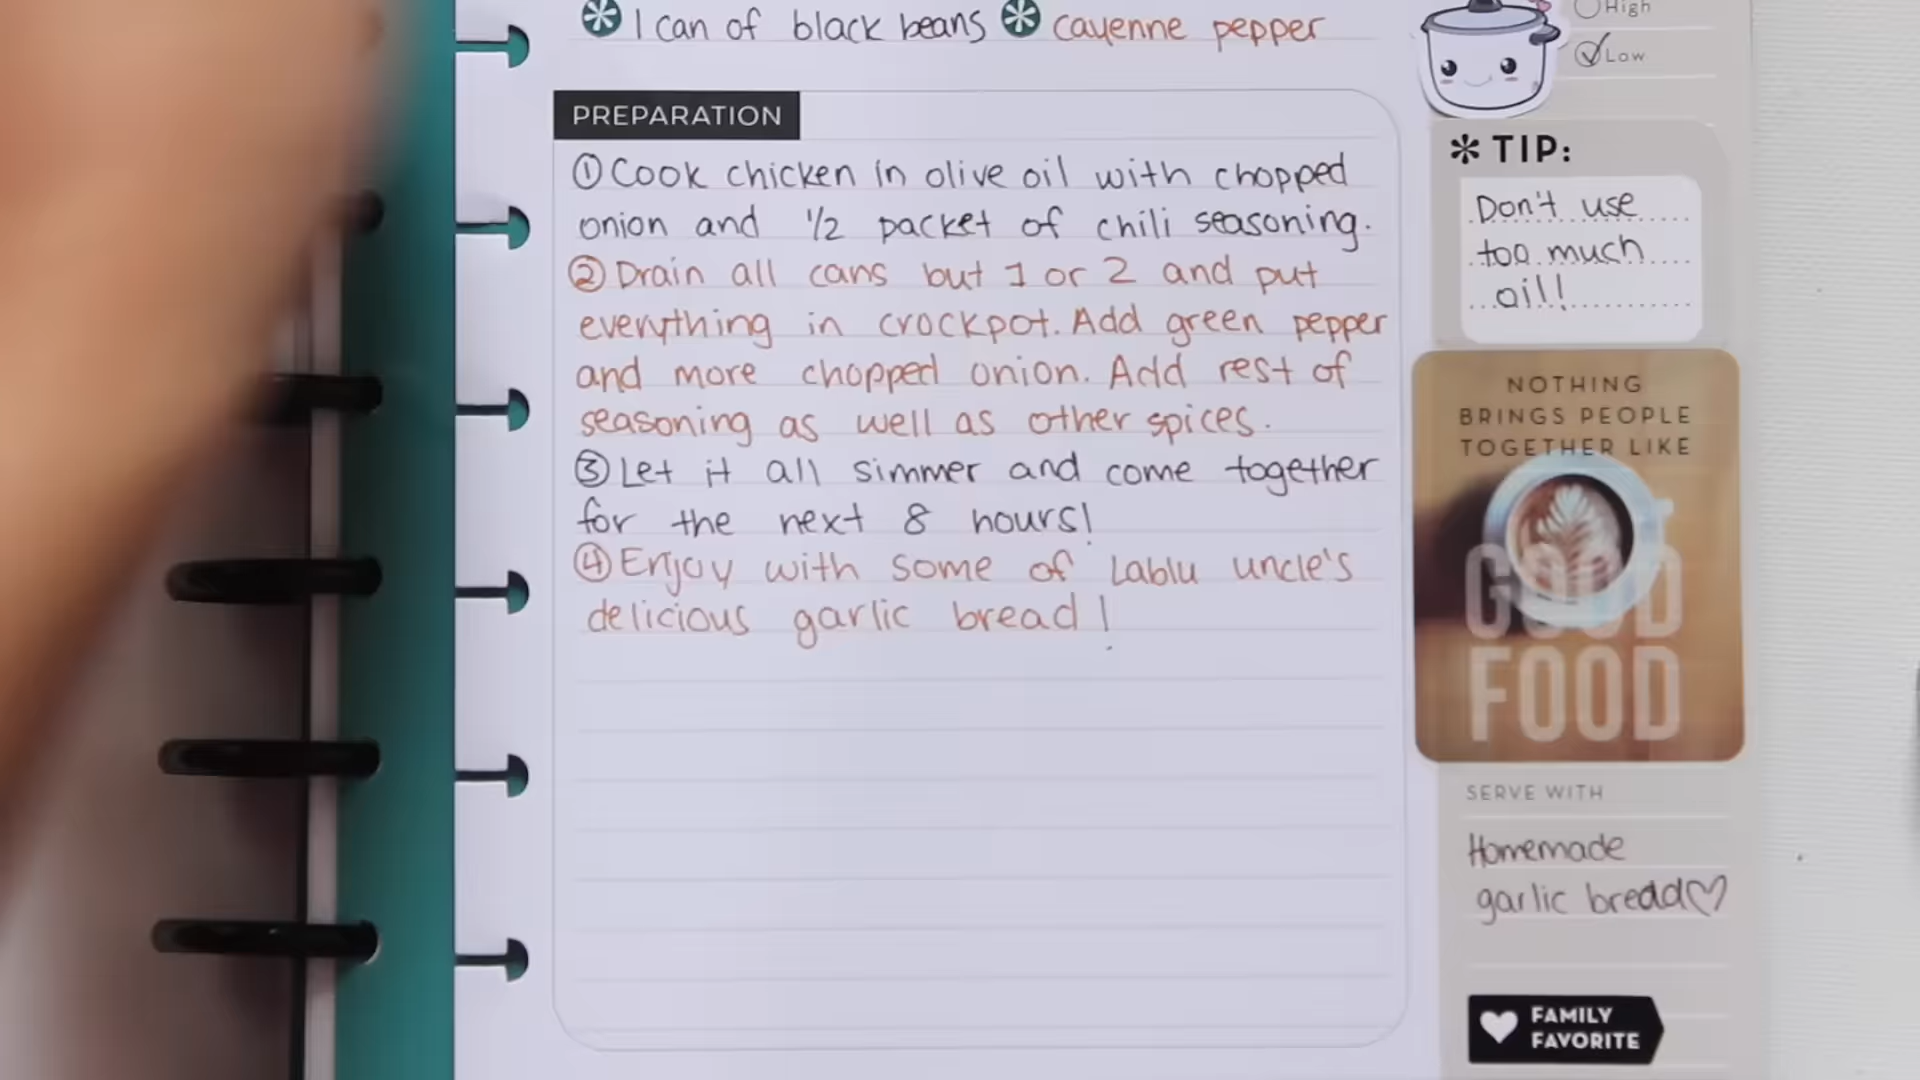 1 can of black beans cayenne pepper
High
Low
PREPARATION
① Cook chicken in olive oil with chopped
onion and 1/2 packet of chili seasoning.
② Drain all cans but 1 or 2 and put
everything in crockpot. Add green pepper
and more chopped onion. Add rest of
seasoning as well as other spices.
③ Let it all simmer and come together
for the next 8 hours!
④ Enjoy with some of Lablu uncle's
delicious garlic bread!
* TIP:
Don't use
too much
oil!
NOTHING
BRINGS PEOPLE
TOGETHER LIKE
GOOD
FOOD
SERVE WITH
Homemade
garlic bread♡
FAMILY
FAVORITE